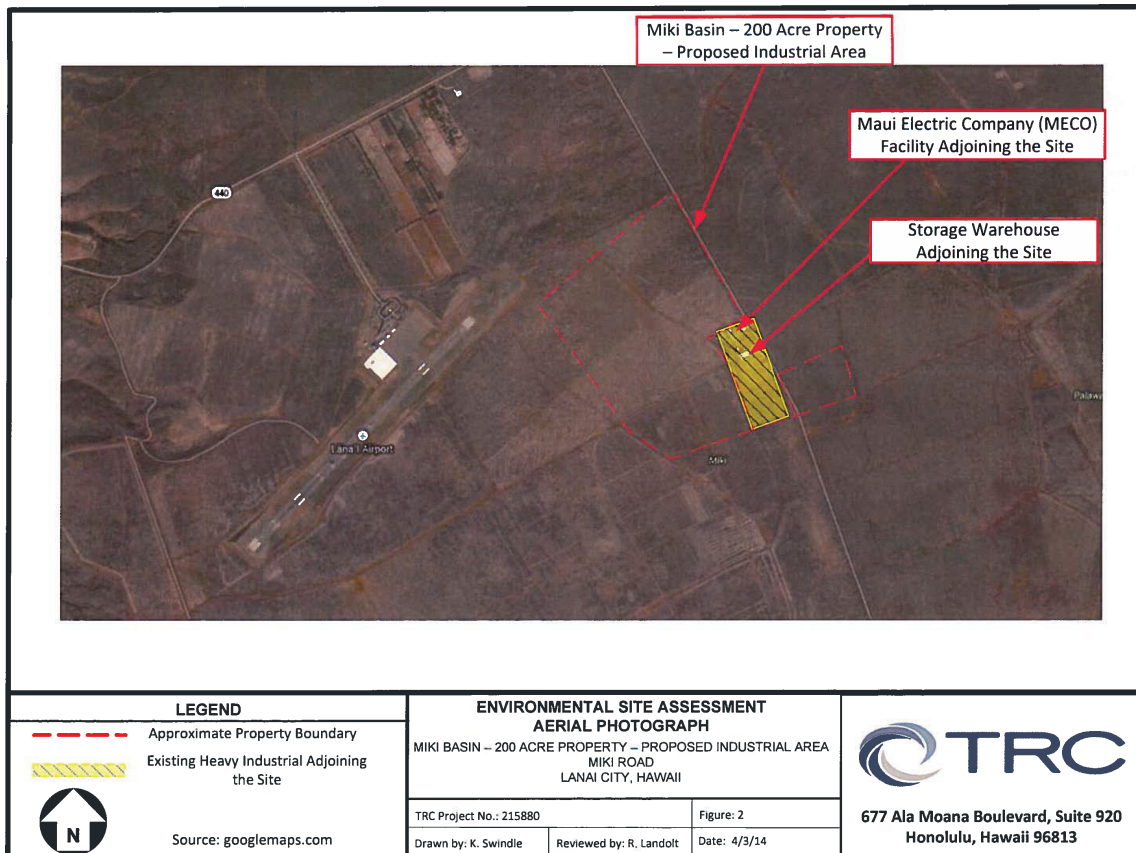 Miki Basin – 200 Acre Property
– Proposed Industrial Area
Maui Electric Company (MECO)
Facility Adjoining the Site
Storage Warehouse
Adjoining the Site
440
Lāna'i Airport
Miki
Palawa
LEGEND
Approximate Property Boundary
Existing Heavy Industrial Adjoining
the Site
N
Source: googlemaps.com
ENVIRONMENTAL SITE ASSESSMENT
AERIAL PHOTOGRAPH
MIKI BASIN – 200 ACRE PROPERTY – PROPOSED INDUSTRIAL AREA
MIKI ROAD
LANAI CITY, HAWAII
TRC Project No.: 215880
Figure: 2
Drawn by: K. Swindle
Reviewed by: R. Landolt
Date: 4/3/14
TRC
677 Ala Moana Boulevard, Suite 920
Honolulu, Hawaii 96813